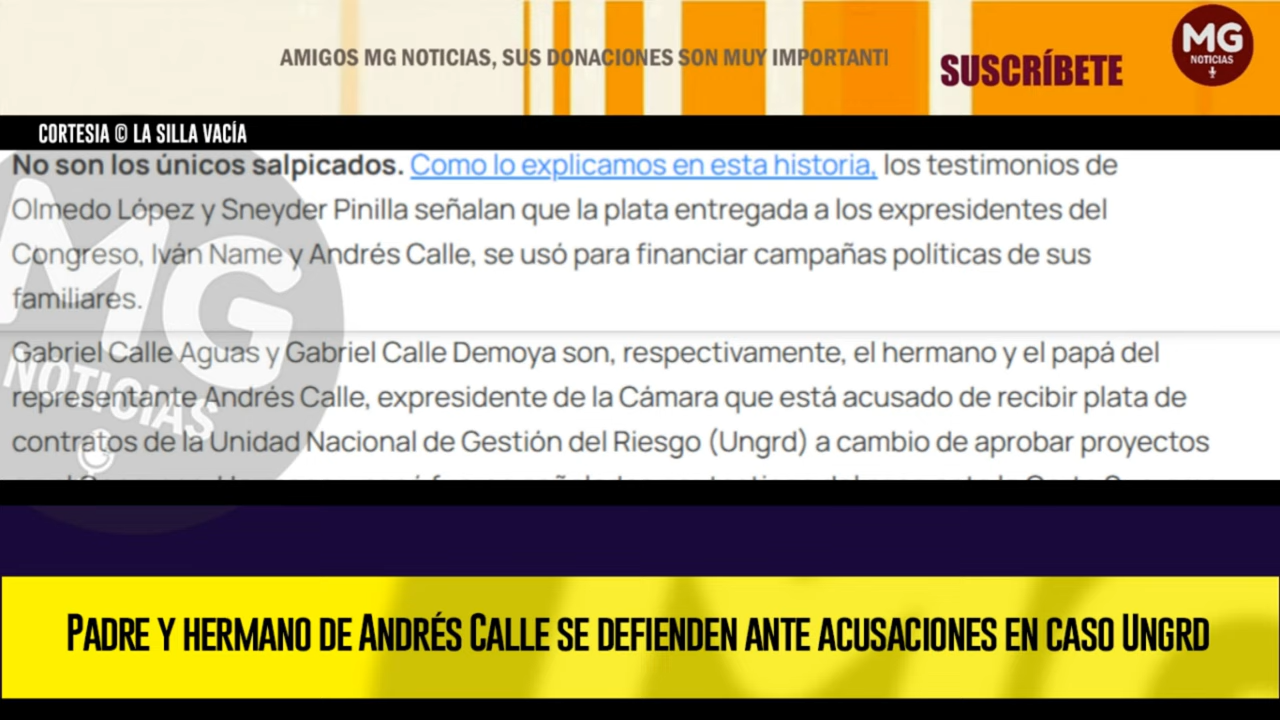 AMIGOS MG NOTICIAS, SUS DONACIONES SON MUY IMPORTANTI
SUSCRÍBETE
MG
NOTICIAS
CORTESIA © LA SILLA VACÍA
No son los únicos salpicados. Como lo explicamos en esta historia, los testimonios de
Olmedo López y Sneyder Pinilla señalan que la plata entregada a los expresidentes del
Congreso, Iván Name y Andrés Calle, se usó para financiar campañas políticas de sus
familiares.
Gabriel Calle Aguas y Gabriel Calle Demoya son, respectivamente, el hermano y el papá del
representante Andrés Calle, expresidente de la Cámara que está acusado de recibir plata de
contratos de la Unidad Nacional de Gestión del Riesgo (Ungrd) a cambio de aprobar proyectos
MG
NOTICIAS
PADRE Y HERMANO DE ANDRÉS CALLE SE DEFIENDEN ANTE ACUSACIONES EN CASO UNGRD